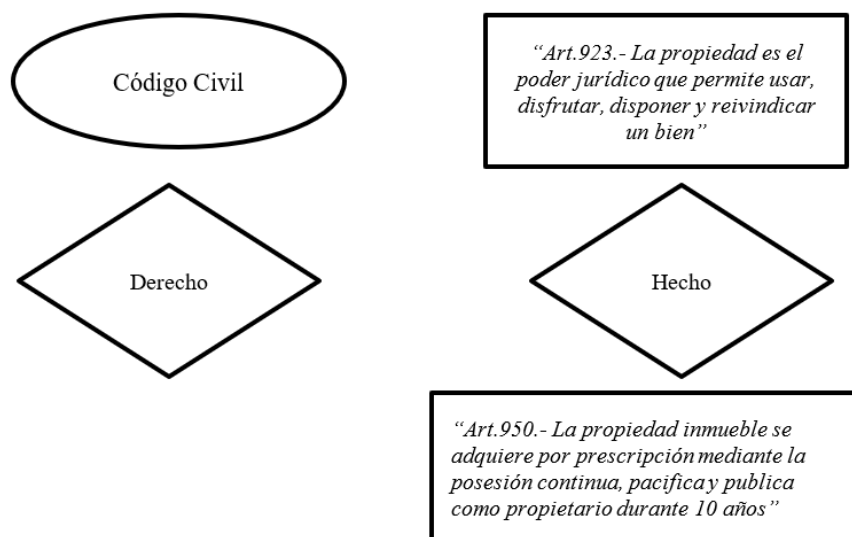 Código Civil
“Art.923.- La propiedad es el
poder jurídico que permite usar,
disfrutar, disponer y reivindicar
un bien”
Derecho
Hecho
“Art.950.- La propiedad inmueble se
adquiere por prescripción mediante la
posesión continua, pacifica y publica
como propietario durante 10 años”